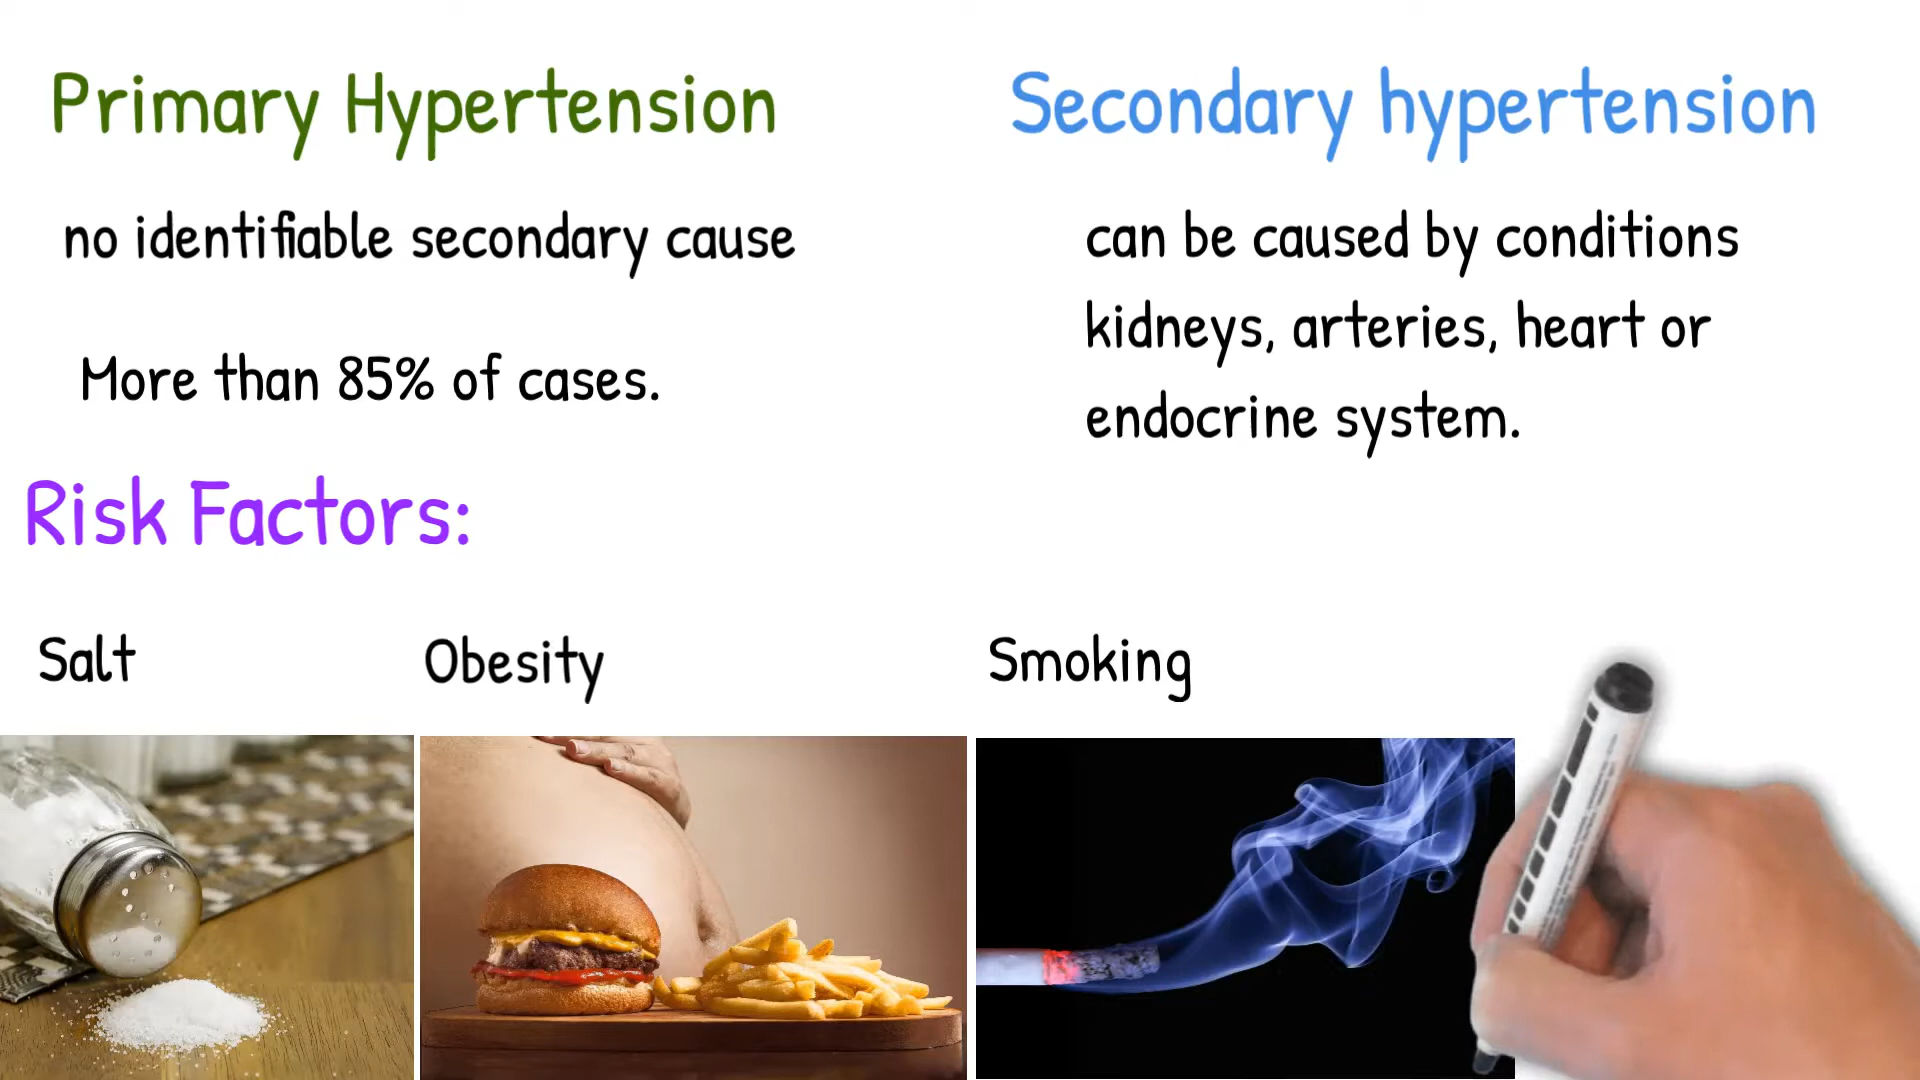 Primary Hypertension
no identifiable secondary cause
More than 85% of cases.
Secondary hypertension
can be caused by conditions
kidneys, arteries, heart or
endocrine system.
Risk Factors:
Salt
Obesity
Smoking